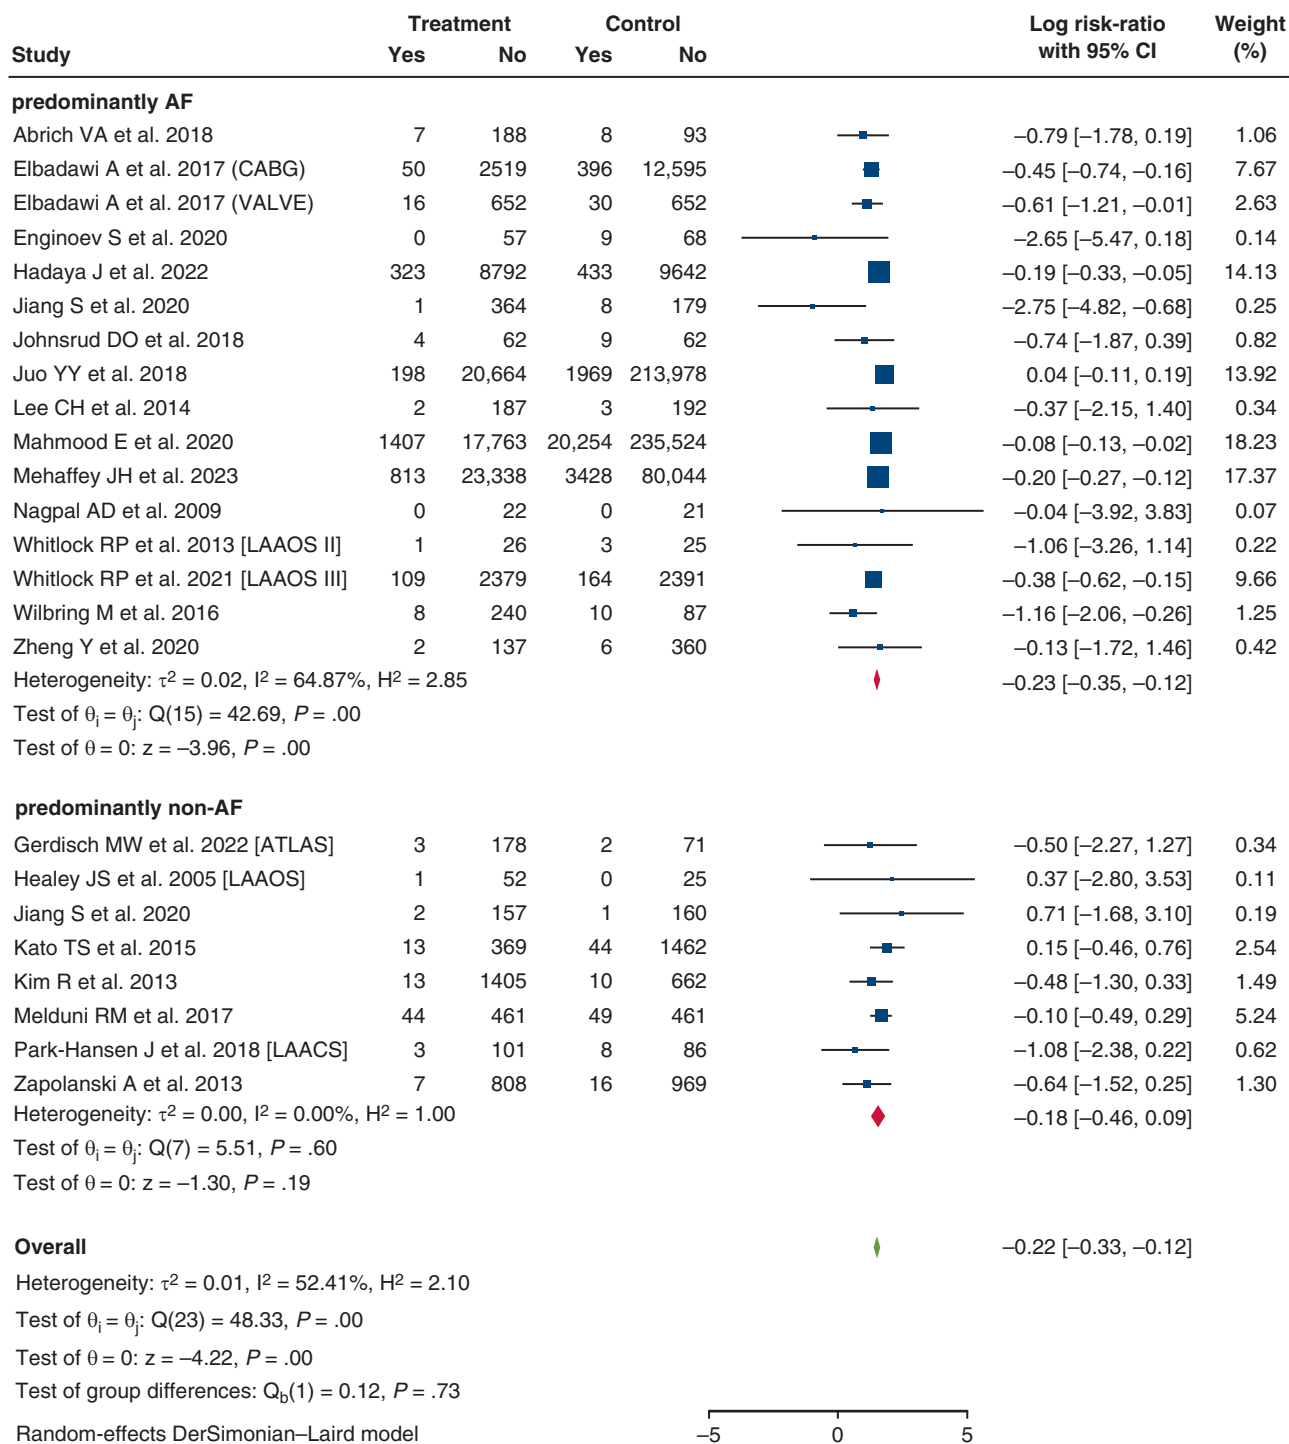 Treatment Control Log risk-ratio Weight
Study Yes No Yes No with 95% CI (%)
predominantly AF
Abrich VA et al. 2018 7 188 8 93 −0.79 [−1.78, 0.19] 1.06
Elbadawi A et al. 2017 (CABG) 50 2519 396 12,595 −0.45 [−0.74, −0.16] 7.67
Elbadawi A et al. 2017 (VALVE) 16 652 30 652 −0.61 [−1.21, −0.01] 2.63
Enginoev S et al. 2020 0 57 9 68 −2.65 [−5.47, 0.18] 0.14
Hadaya J et al. 2022 323 8792 433 9642 −0.19 [−0.33, −0.05] 14.13
Jiang S et al. 2020 1 364 8 179 −2.75 [−4.82, −0.68] 0.25
Johnsrud DO et al. 2018 4 62 9 62 −0.74 [−1.87, 0.39] 0.82
Juo YY et al. 2018 198 20,664 1969 213,978 0.04 [−0.11, 0.19] 13.92
Lee CH et al. 2014 2 187 3 192 −0.37 [−2.15, 1.40] 0.34
Mahmood E et al. 2020 1407 17,763 20,254 235,524 −0.08 [−0.13, −0.02] 18.23
Mehaffey JH et al. 2023 813 23,338 3428 80,044 −0.20 [−0.27, −0.12] 17.37
Nagpal AD et al. 2009 0 22 0 21 −0.04 [−3.92, 3.83] 0.07
Whitlock RP et al. 2013 [LAAOS II] 1 26 3 25 −1.06 [−3.26, 1.14] 0.22
Whitlock RP et al. 2021 [LAAOS III] 109 2379 164 2391 −0.38 [−0.62, −0.15] 9.66
Wilbring M et al. 2016 8 240 10 87 −1.16 [−2.06, −0.26] 1.25
Zheng Y et al. 2020 2 137 6 360 −0.13 [−1.72, 1.46] 0.42
Heterogeneity: τ² = 0.02, I² = 64.87%, H² = 2.85 −0.23 [−0.35, −0.12]
Test of θi = θj: Q(15) = 42.69, P = .00
Test of θ = 0: z = −3.96, P = .00
predominantly non-AF
Gerdisch MW et al. 2022 [ATLAS] 3 178 2 71 −0.50 [−2.27, 1.27] 0.34
Healey JS et al. 2005 [LAAOS] 1 52 0 25 0.37 [−2.80, 3.53] 0.11
Jiang S et al. 2020 2 157 1 160 0.71 [−1.68, 3.10] 0.19
Kato TS et al. 2015 13 369 44 1462 0.15 [−0.46, 0.76] 2.54
Kim R et al. 2013 13 1405 10 662 −0.48 [−1.30, 0.33] 1.49
Melduni RM et al. 2017 44 461 49 461 −0.10 [−0.49, 0.29] 5.24
Park-Hansen J et al. 2018 [LAACS] 3 101 8 86 −1.08 [−2.38, 0.22] 0.62
Zapolanski A et al. 2013 7 808 16 969 −0.64 [−1.52, 0.25] 1.30
Heterogeneity: τ² = 0.00, I² = 0.00%, H² = 1.00 −0.18 [−0.46, 0.09]
Test of θi = θj: Q(7) = 5.51, P = .60
Test of θ = 0: z = −1.30, P = .19
Overall −0.22 [−0.33, −0.12]
Heterogeneity: τ² = 0.01, I² = 52.41%, H² = 2.10
Test of θi = θj: Q(23) = 48.33, P = .00
Test of θ = 0: z = −4.22, P = .00
Test of group differences: Qb(1) = 0.12, P = .73
Random-effects DerSimonian–Laird model −5 0 5